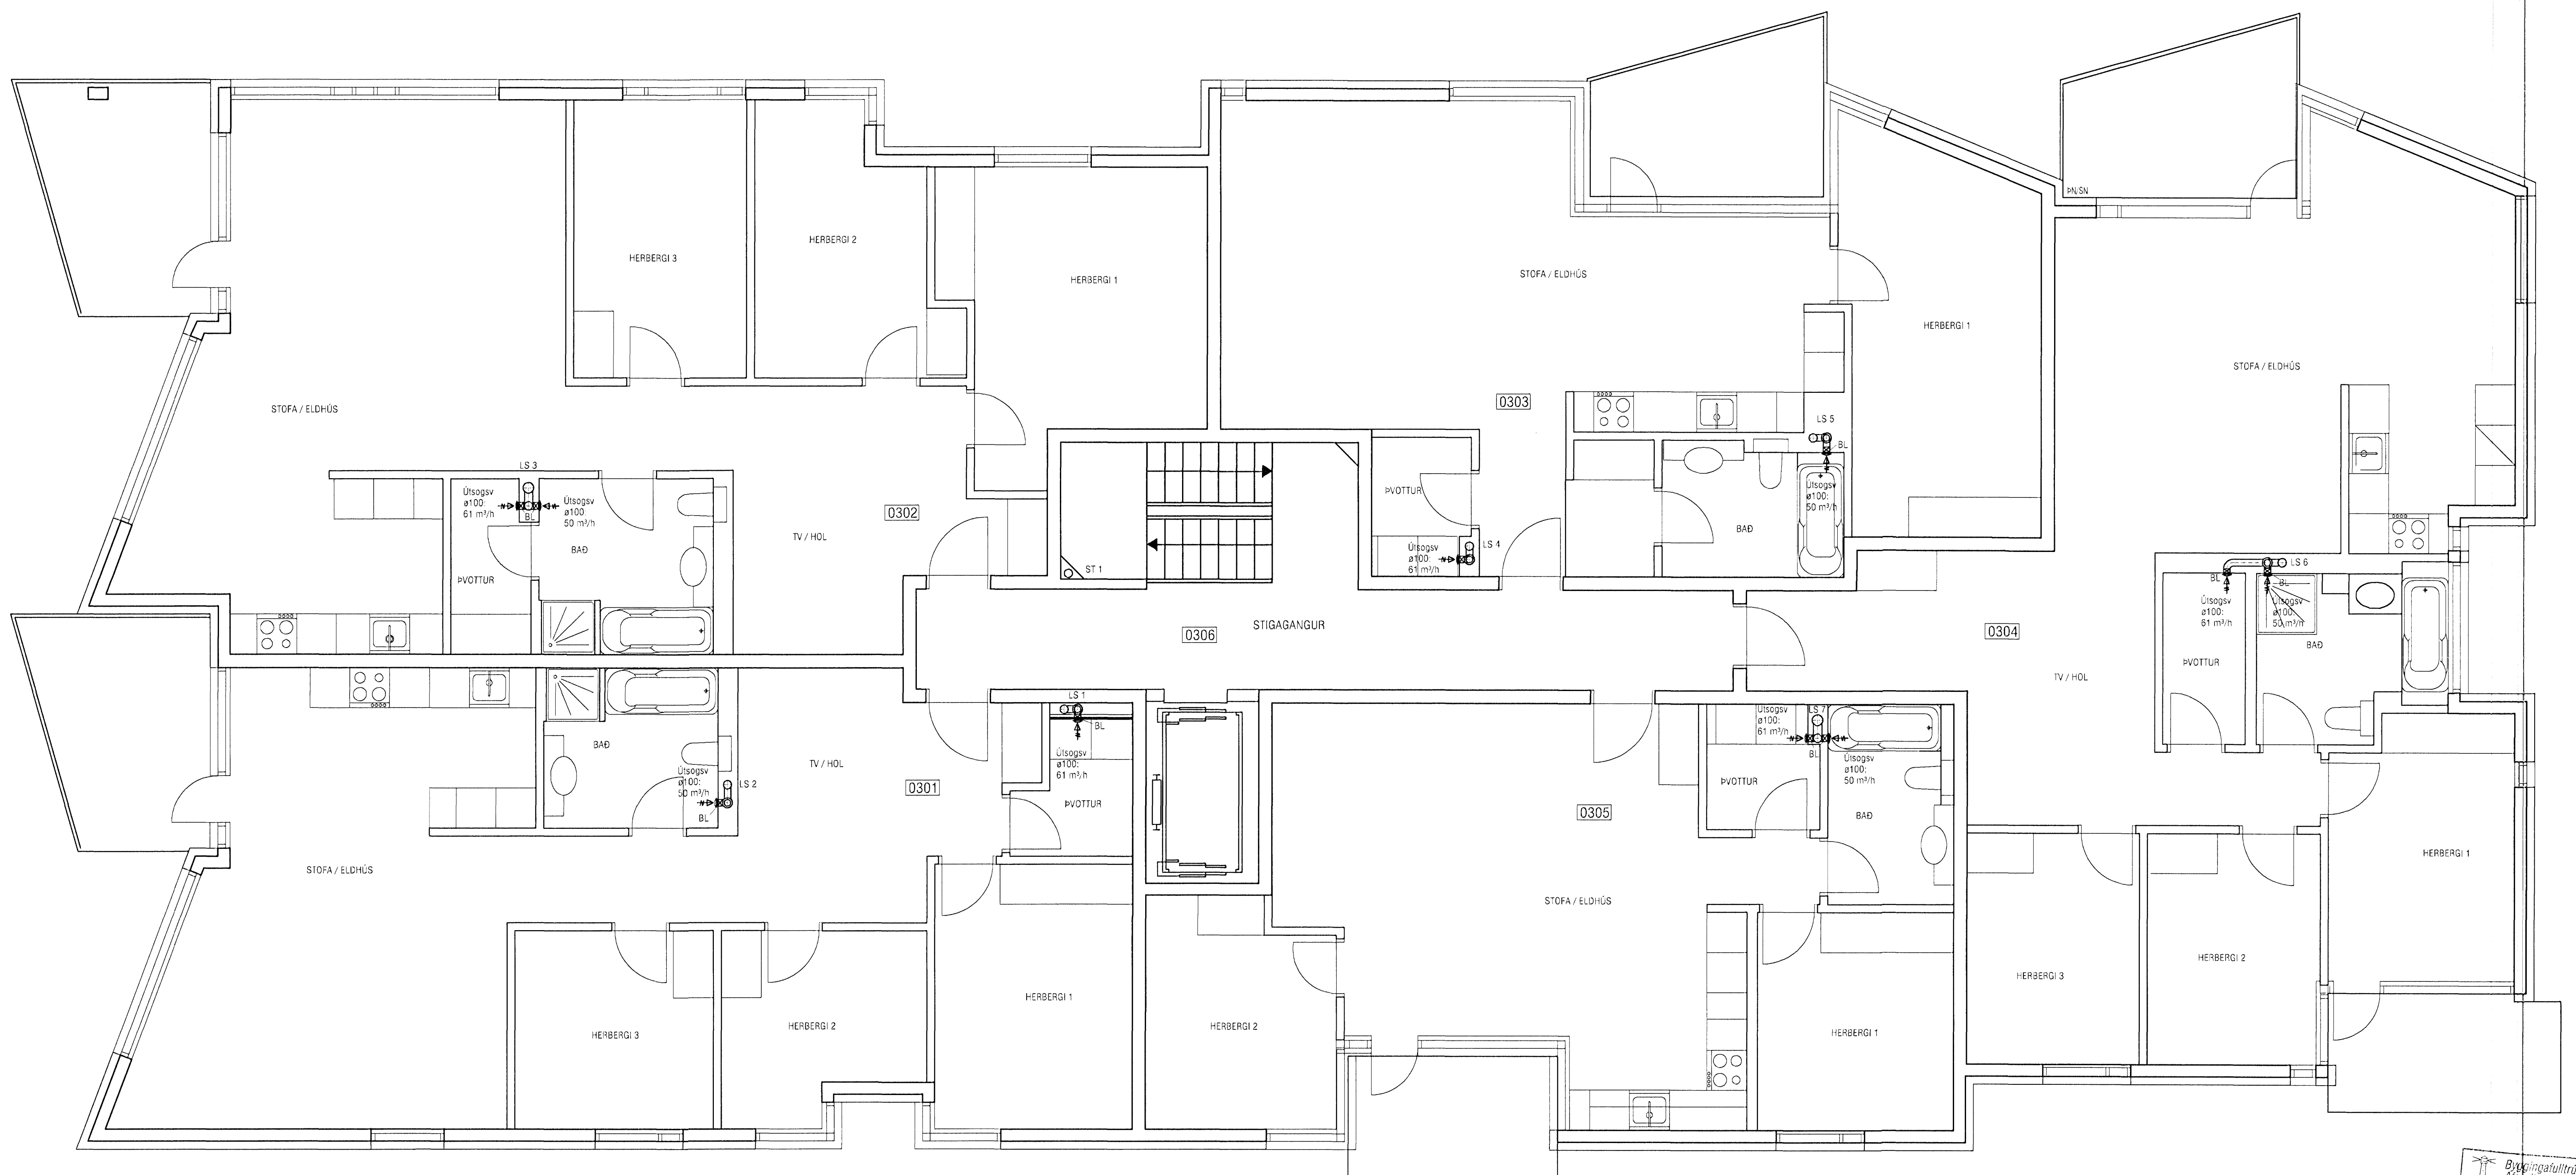 ÞN/SN
HERBERGI 3
HERBERGI 2
HERBERGI 1
STOFA / ELDHÚS
HERBERGI 1
STOFA / ELDHÚS
STOFA / ELDHÚS
0303
LS 5
BL
LS 3
Útsogsv
ø100:
61 m³/h
BL
Útsogsv
ø100
50 m³/h
BAÐ
ÞVOTTUR
0302
TV / HOL
ST 1
ÞVOTTUR
Útsogsv
ø100:
61 m³/h
LS 4
BAÐ
Útsogsv
ø100:
50 m³/h
LS 6
BL
BL
Útsogsv
ø100:
61 m³/h
Útsogsv
ø100:
50 m³/h
BAÐ
ÞVOTTUR
0304
TV / HOL
0306
STIGAGANGUR
LS 1
BL
Útsogsv
ø100:
61 m³/h
ÞVOTTUR
BAÐ
Útsogsv
ø100:
50 m³/h
LS 2
BL
TV / HOL
0301
Útsogsv
ø100:
61 m³/h
LS 7
BL
Útsogsv
ø100:
50 m³/h
ÞVOTTUR
BAÐ
0305
STOFA / ELDHÚS
STOFA / ELDHÚS
HERBERGI 1
HERBERGI 3
HERBERGI 2
HERBERGI 3
HERBERGI 2
HERBERGI 1
HERBERGI 2
HERBERGI 1